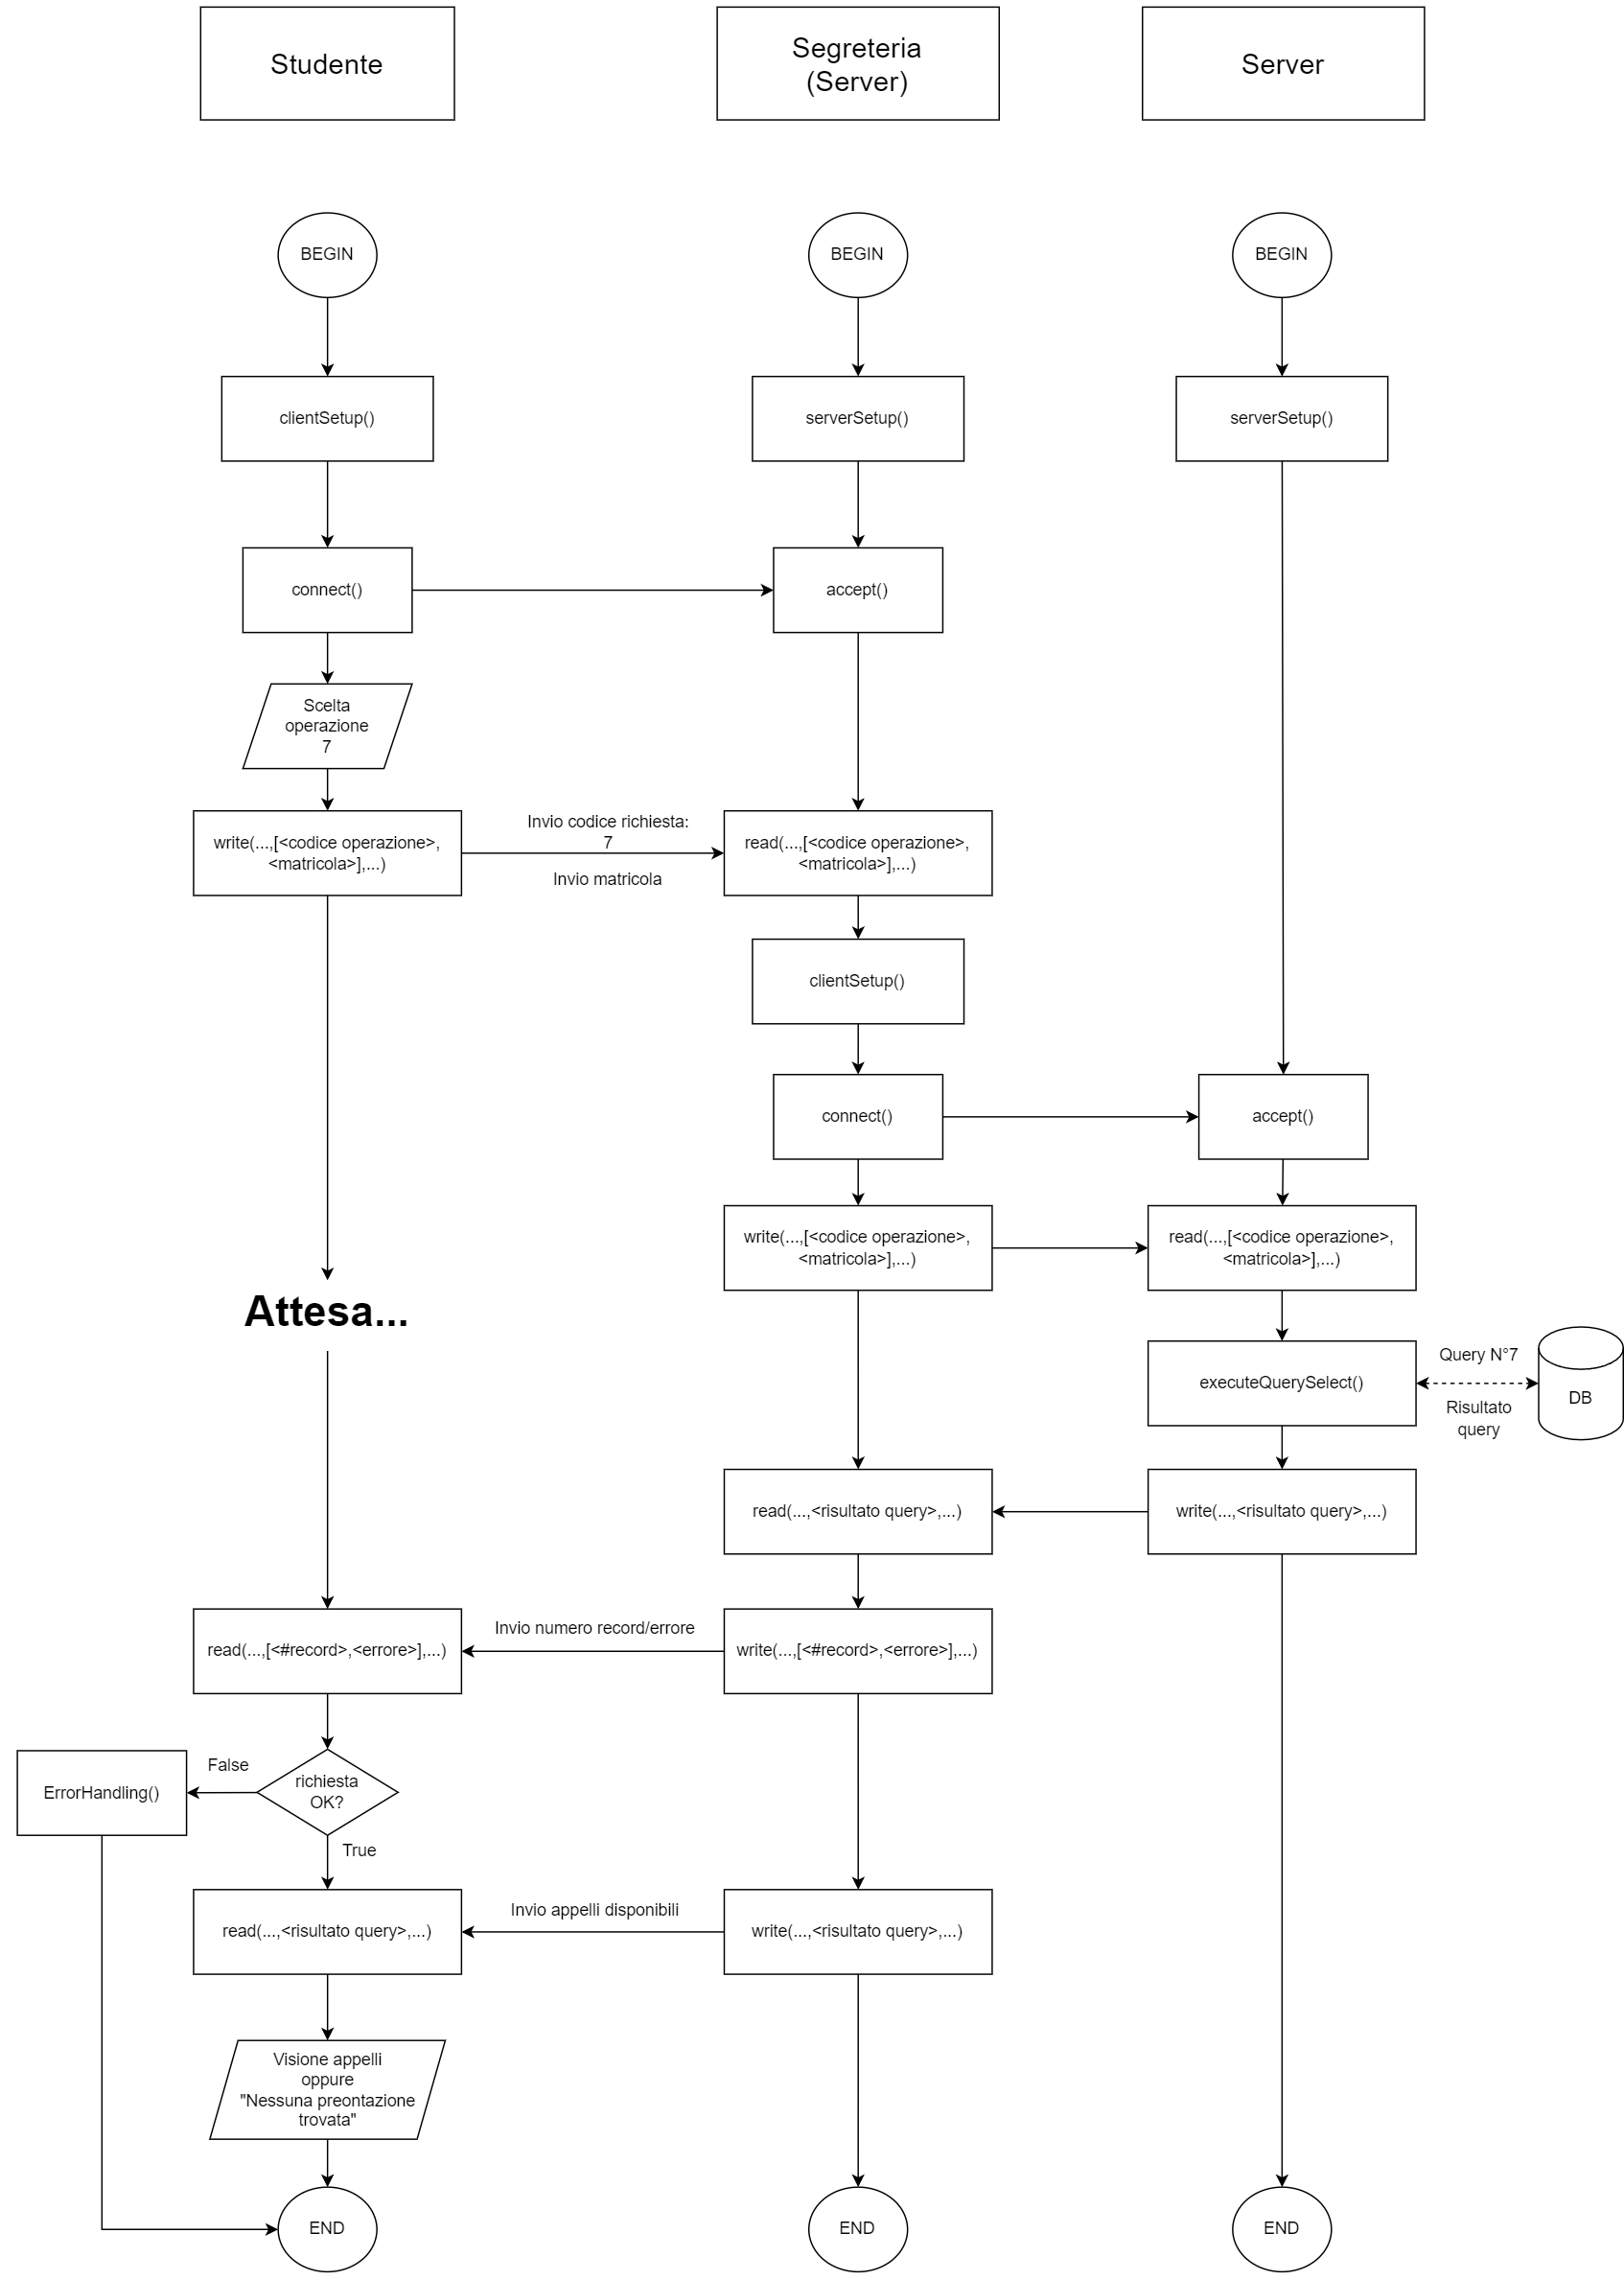 Studente
Segreteria
(Server)
Server
BEGIN
BEGIN
BEGIN
clientSetup()
serverSetup()
serverSetup()
connect()
accept()
Scelta
operazione
7
write(...,[<codice operazione>,
<matricola>],...)
Invio codice richiesta:
7
Invio matricola
read(...,[<codice operazione>,
<matricola>],...)
clientSetup()
connect()
accept()
write(...,[<codice operazione>,
<matricola>],...)
read(...,[<codice operazione>,
<matricola>],...)
Attesa...
executeQuerySelect()
Query N°7
Risultato
query
DB
read(...,<risultato query>,...)
write(...,<risultato query>,...)
read(...,[<#record>,<errore>],...)
Invio numero record/errore
write(...,[<#record>,<errore>],...)
ErrorHandling()
False
richiesta
OK?
True
read(...,<risultato query>,...)
Invio appelli disponibili
write(...,<risultato query>,...)
Visione appelli
oppure
"Nessuna preontazione
trovata"
END
END
END